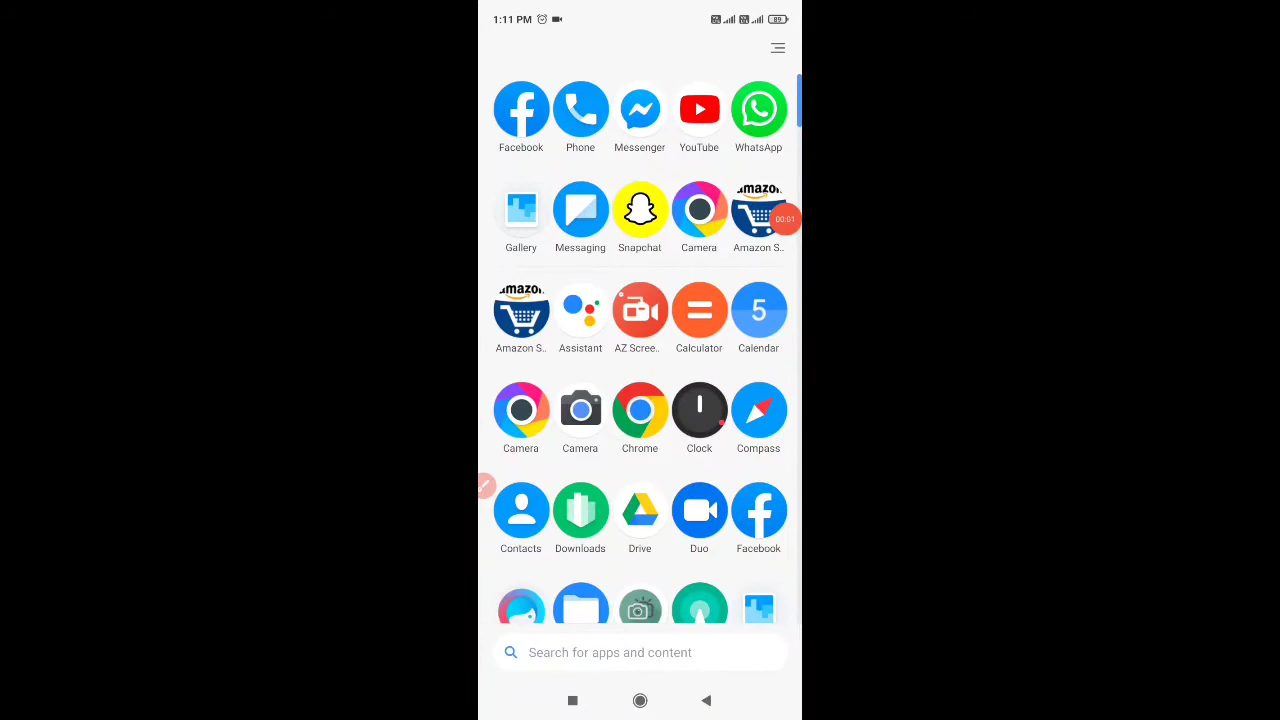 1:11 PM 89
Facebook Phone Messenger YouTube WhatsApp
amazon
00:01
Gallery Messaging Snapchat Camera Amazon S..
amazon 5
Amazon S.. Assistant AZ Scree.. Calculator Calendar
Camera Camera Chrome Clock Compass
Contacts Downloads Drive Duo Facebook
Search for apps and content